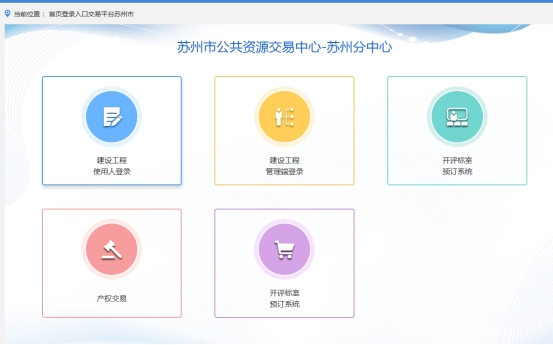 当前位置： 首页登录入口交易平台苏州市
苏州市公共资源交易中心-苏州分中心
建设工程
使用人登录
建设工程
管理端登录
开评标室
预订系统
产权交易
开评标室
预订系统